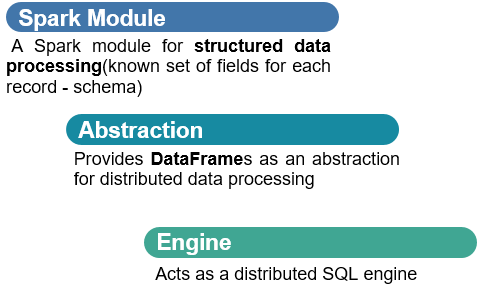 Spark Module
A Spark module for structured data
processing(known set of fields for each
record - schema)
Abstraction
Provides DataFrames as an abstraction
for distributed data processing
Engine
Acts as a distributed SQL engine